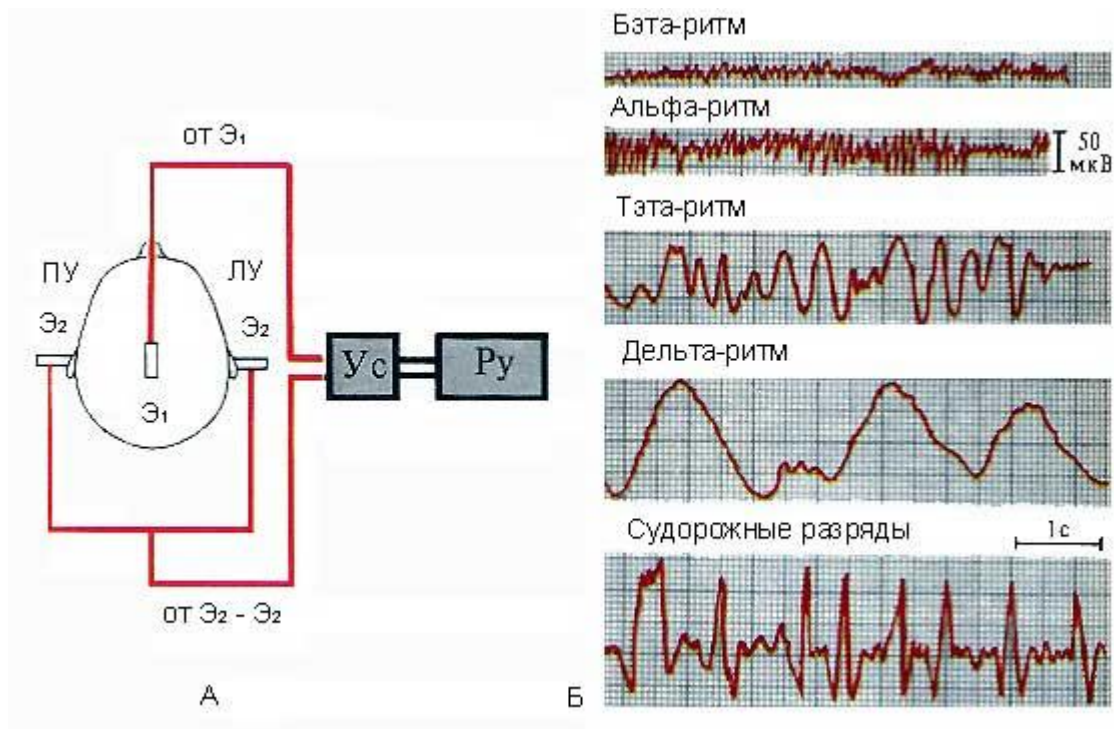 от Э₁
ПУ
ЛУ
Э₂
Э₂
Э₁
Ус
Ру
от Э₂ - Э₂
А
Б
Бэта-ритм
Альфа-ритм
50
мкВ
Тэта-ритм
Дельта-ритм
Судорожные разряды
1с